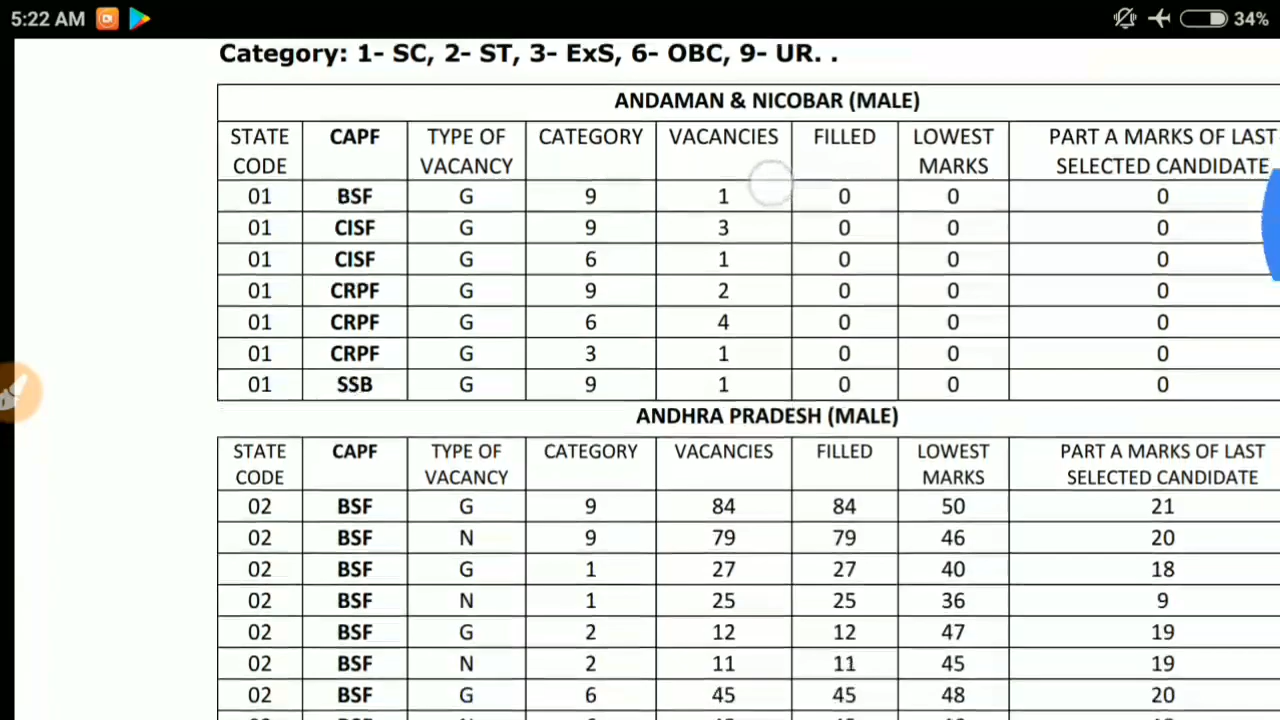 5:22 AM 34%
Category: 1- SC, 2- ST, 3- ExS, 6- OBC, 9- UR. .
ANDAMAN & NICOBAR (MALE)
STATE CODE CAPF TYPE OF VACANCY CATEGORY VACANCIES FILLED LOWEST MARKS PART A MARKS OF LAST SELECTED CANDIDATE
01 BSF G 9 1 0 0 0
01 CISF G 9 3 0 0 0
01 CISF G 6 1 0 0 0
01 CRPF G 9 2 0 0 0
01 CRPF G 6 4 0 0 0
01 CRPF G 3 1 0 0 0
01 SSB G 9 1 0 0 0
ANDHRA PRADESH (MALE)
STATE CODE CAPF TYPE OF VACANCY CATEGORY VACANCIES FILLED LOWEST MARKS PART A MARKS OF LAST SELECTED CANDIDATE
02 BSF G 9 84 84 50 21
02 BSF N 9 79 79 46 20
02 BSF G 1 27 27 40 18
02 BSF N 1 25 25 36 9
02 BSF G 2 12 12 47 19
02 BSF N 2 11 11 45 19
02 BSF G 6 45 45 48 20